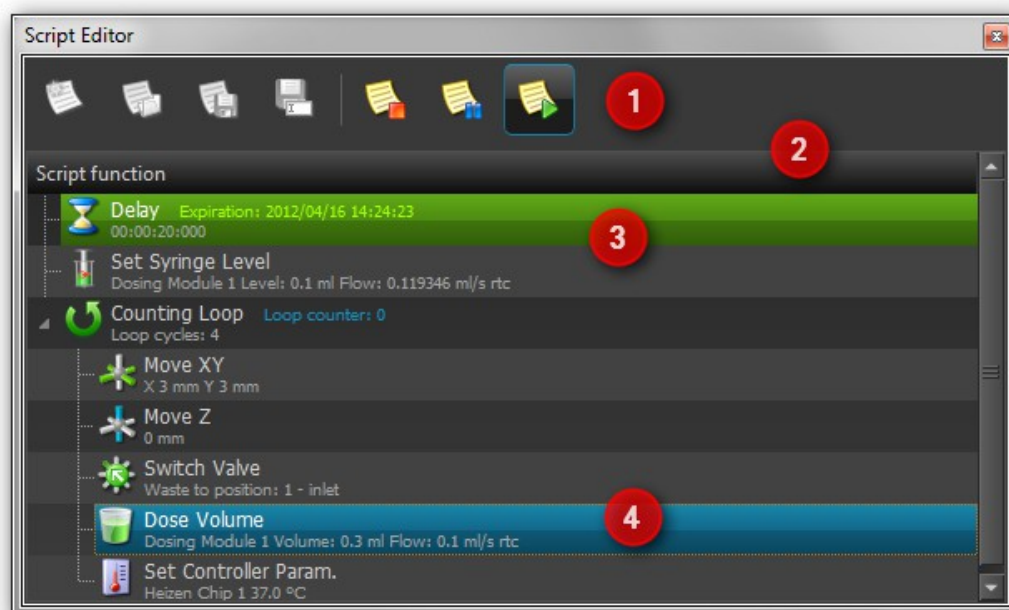 Script Editor
1
2
Script function
Delay Expiration: 2012/04/16 14:24:23
00:00:20:000
3
Set Syringe Level
Dosing Module 1 Level: 0.1 ml Flow: 0.119346 ml/s rtc
Counting Loop Loop counter: 0
Loop cycles: 4
Move XY
X 3 mm Y 3 mm
Move Z
0 mm
Switch Valve
Waste to position: 1 - inlet
Dose Volume
4
Dosing Module 1 Volume: 0.3 ml Flow: 0.1 ml/s rtc
Set Controller Param.
Heizen Chip 1 37.0 °C